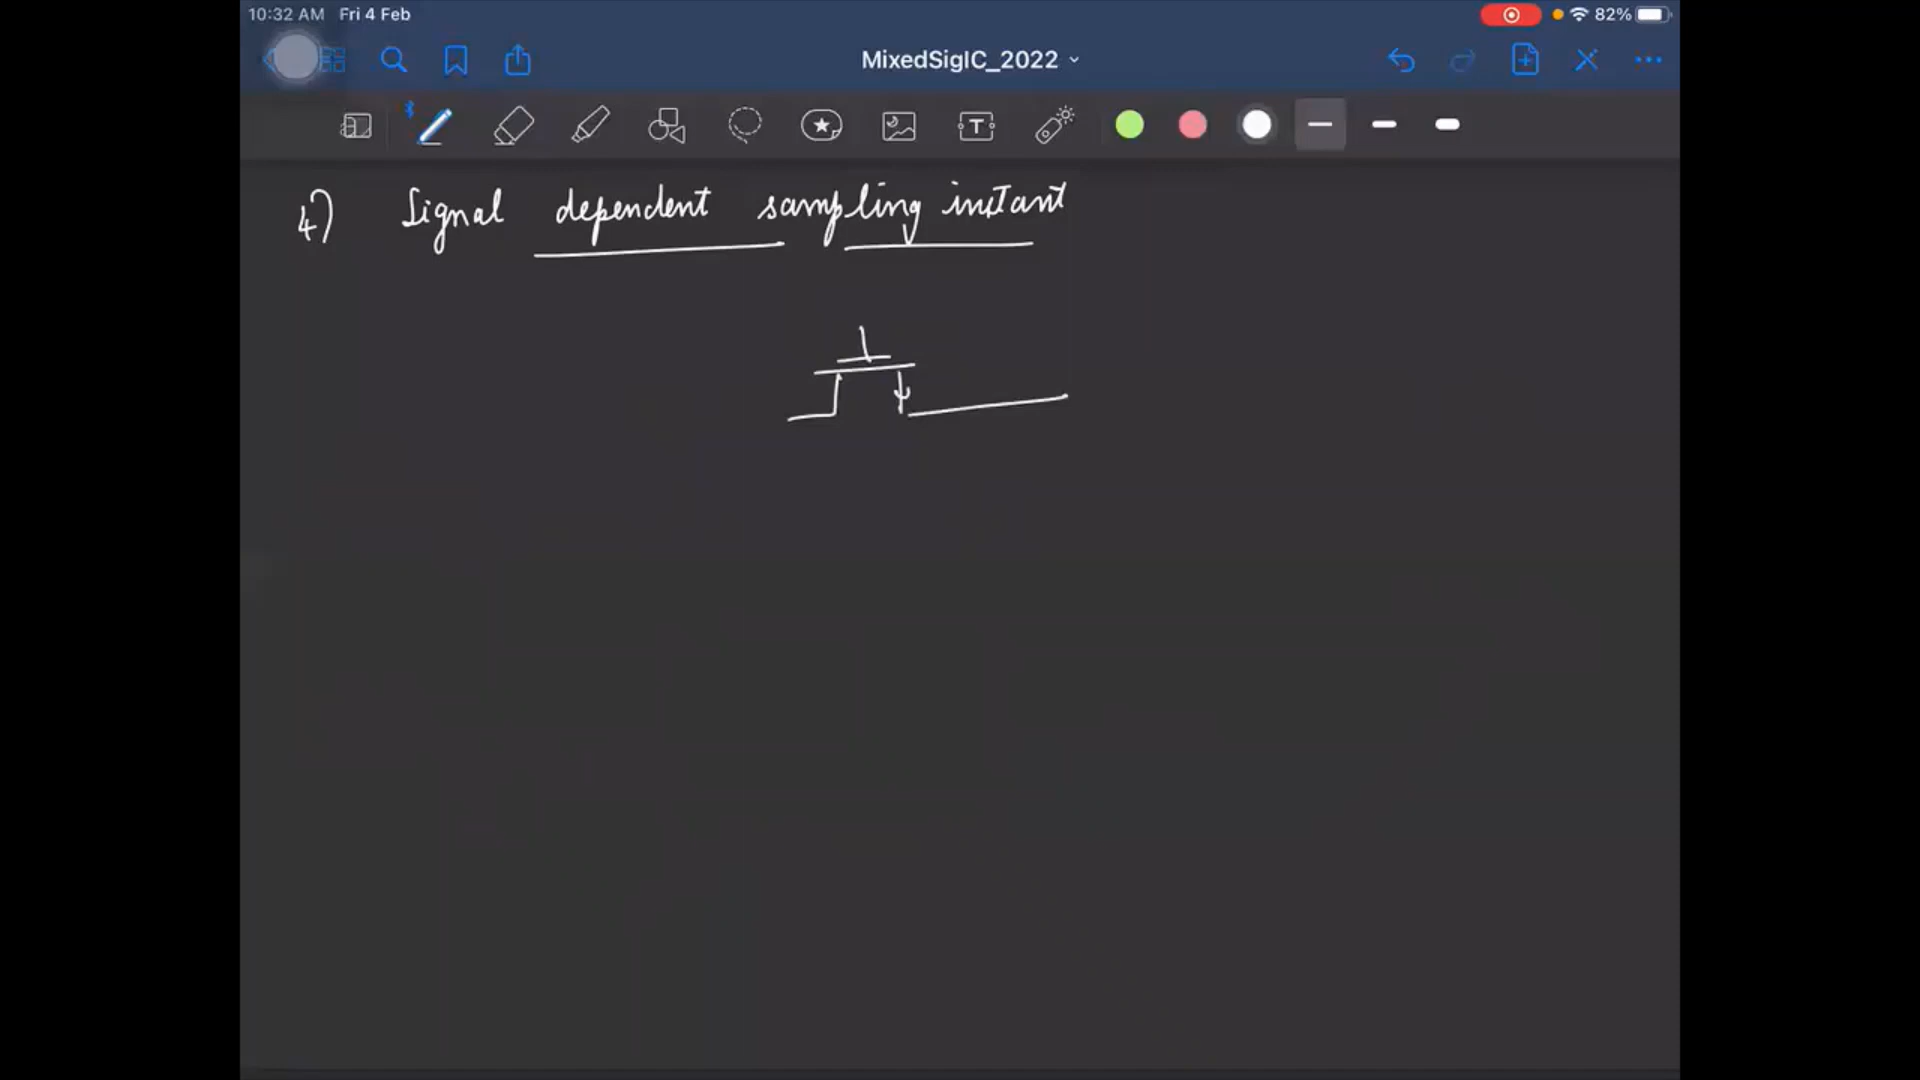 10:32 AM Fri 4 Feb 82%
MixedSigIC_2022
T
4) Signal dependent sampling instant